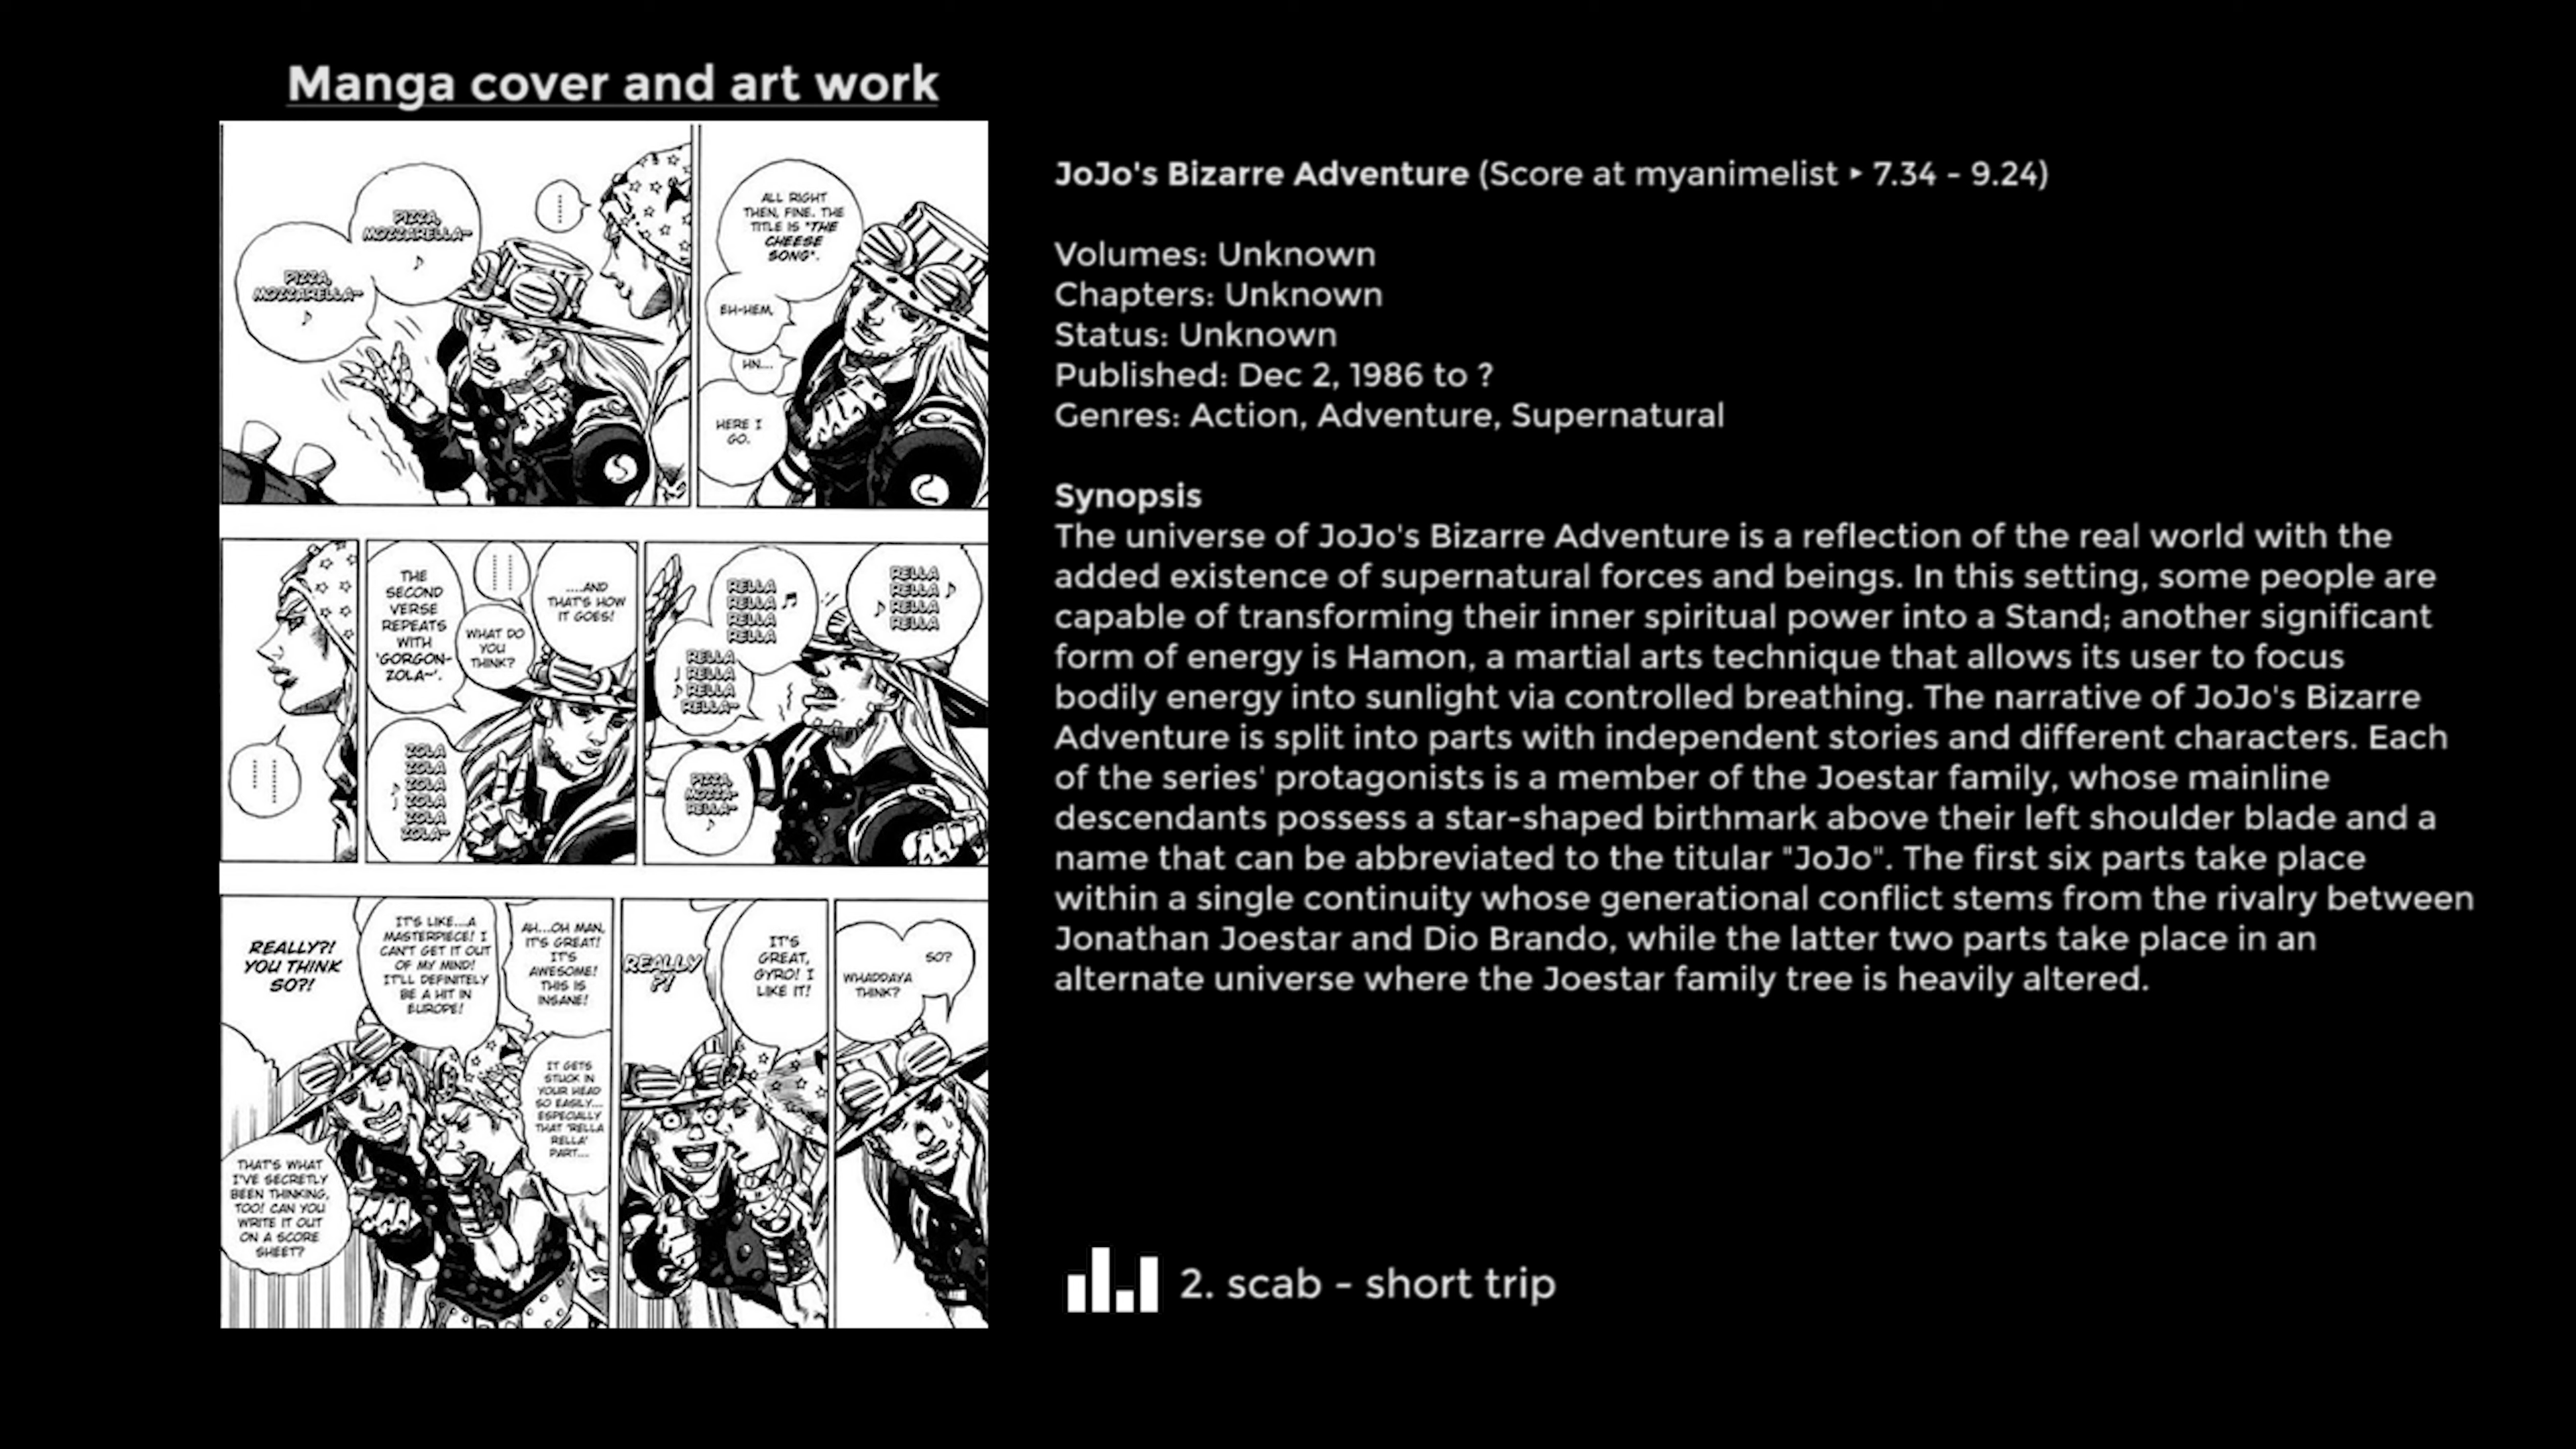 Manga cover and art work
ALL RIGHT
THEN, FINE. THE
TITLE IS "THE
CHEESE
SONG".
EH-HEM,
HN...
HERE I
GO.
PIZZA,
MOZZARELLA~
♪
PIZZA,
MOZZARELLA~
♪
RELLA
RELLA ♪
♪ RELLA
RELLA
RELLA
RELLA ♬
RELLA
RELLA
RELLA
♩ RELLA
♪ RELLA
RELLA~
PIZZA,
MOZZA-
RELLA~
♪
....AND
THAT'S HOW
IT GOES!
WHAT DO
YOU
THINK?
THE
SECOND
VERSE
REPEATS
WITH
'GORGON-
ZOLA~'.
ZOLA
ZOLA
♪ ZOLA
♩ ZOLA
ZOLA
ZOLA~
SO?
WHADDAYA
THINK?
IT'S
GREAT,
GYRO! I
LIKE IT!
REALLY
?!
AH...OH MAN,
IT'S GREAT!
IT'S
AWESOME!
THIS IS
INSANE!
IT GETS
STUCK IN
YOUR HEAD
SO EASILY...
ESPECIALLY
THAT 'RELLA
RELLA'
PART...
IT'S LIKE....A
MASTERPIECE! I
CAN'T GET IT OUT
OF MY MIND!
IT'LL DEFINITELY
BE A HIT IN
EUROPE!
REALLY?!
YOU THINK
SO?!
THAT'S WHAT
I'VE SECRETLY
BEEN THINKING,
TOO! CAN YOU
WRITE IT OUT
ON A SCORE
SHEET?
JoJo's Bizarre Adventure (Score at myanimelist ▸ 7.34 - 9.24)
Volumes: Unknown
Chapters: Unknown
Status: Unknown
Published: Dec 2, 1986 to ?
Genres: Action, Adventure, Supernatural
Synopsis
The universe of JoJo's Bizarre Adventure is a reflection of the real world with the
added existence of supernatural forces and beings. In this setting, some people are
capable of transforming their inner spiritual power into a Stand; another significant
form of energy is Hamon, a martial arts technique that allows its user to focus
bodily energy into sunlight via controlled breathing. The narrative of JoJo's Bizarre
Adventure is split into parts with independent stories and different characters. Each
of the series' protagonists is a member of the Joestar family, whose mainline
descendants possess a star-shaped birthmark above their left shoulder blade and a
name that can be abbreviated to the titular "JoJo". The first six parts take place
within a single continuity whose generational conflict stems from the rivalry between
Jonathan Joestar and Dio Brando, while the latter two parts take place in an
alternate universe where the Joestar family tree is heavily altered.
2. scab - short trip